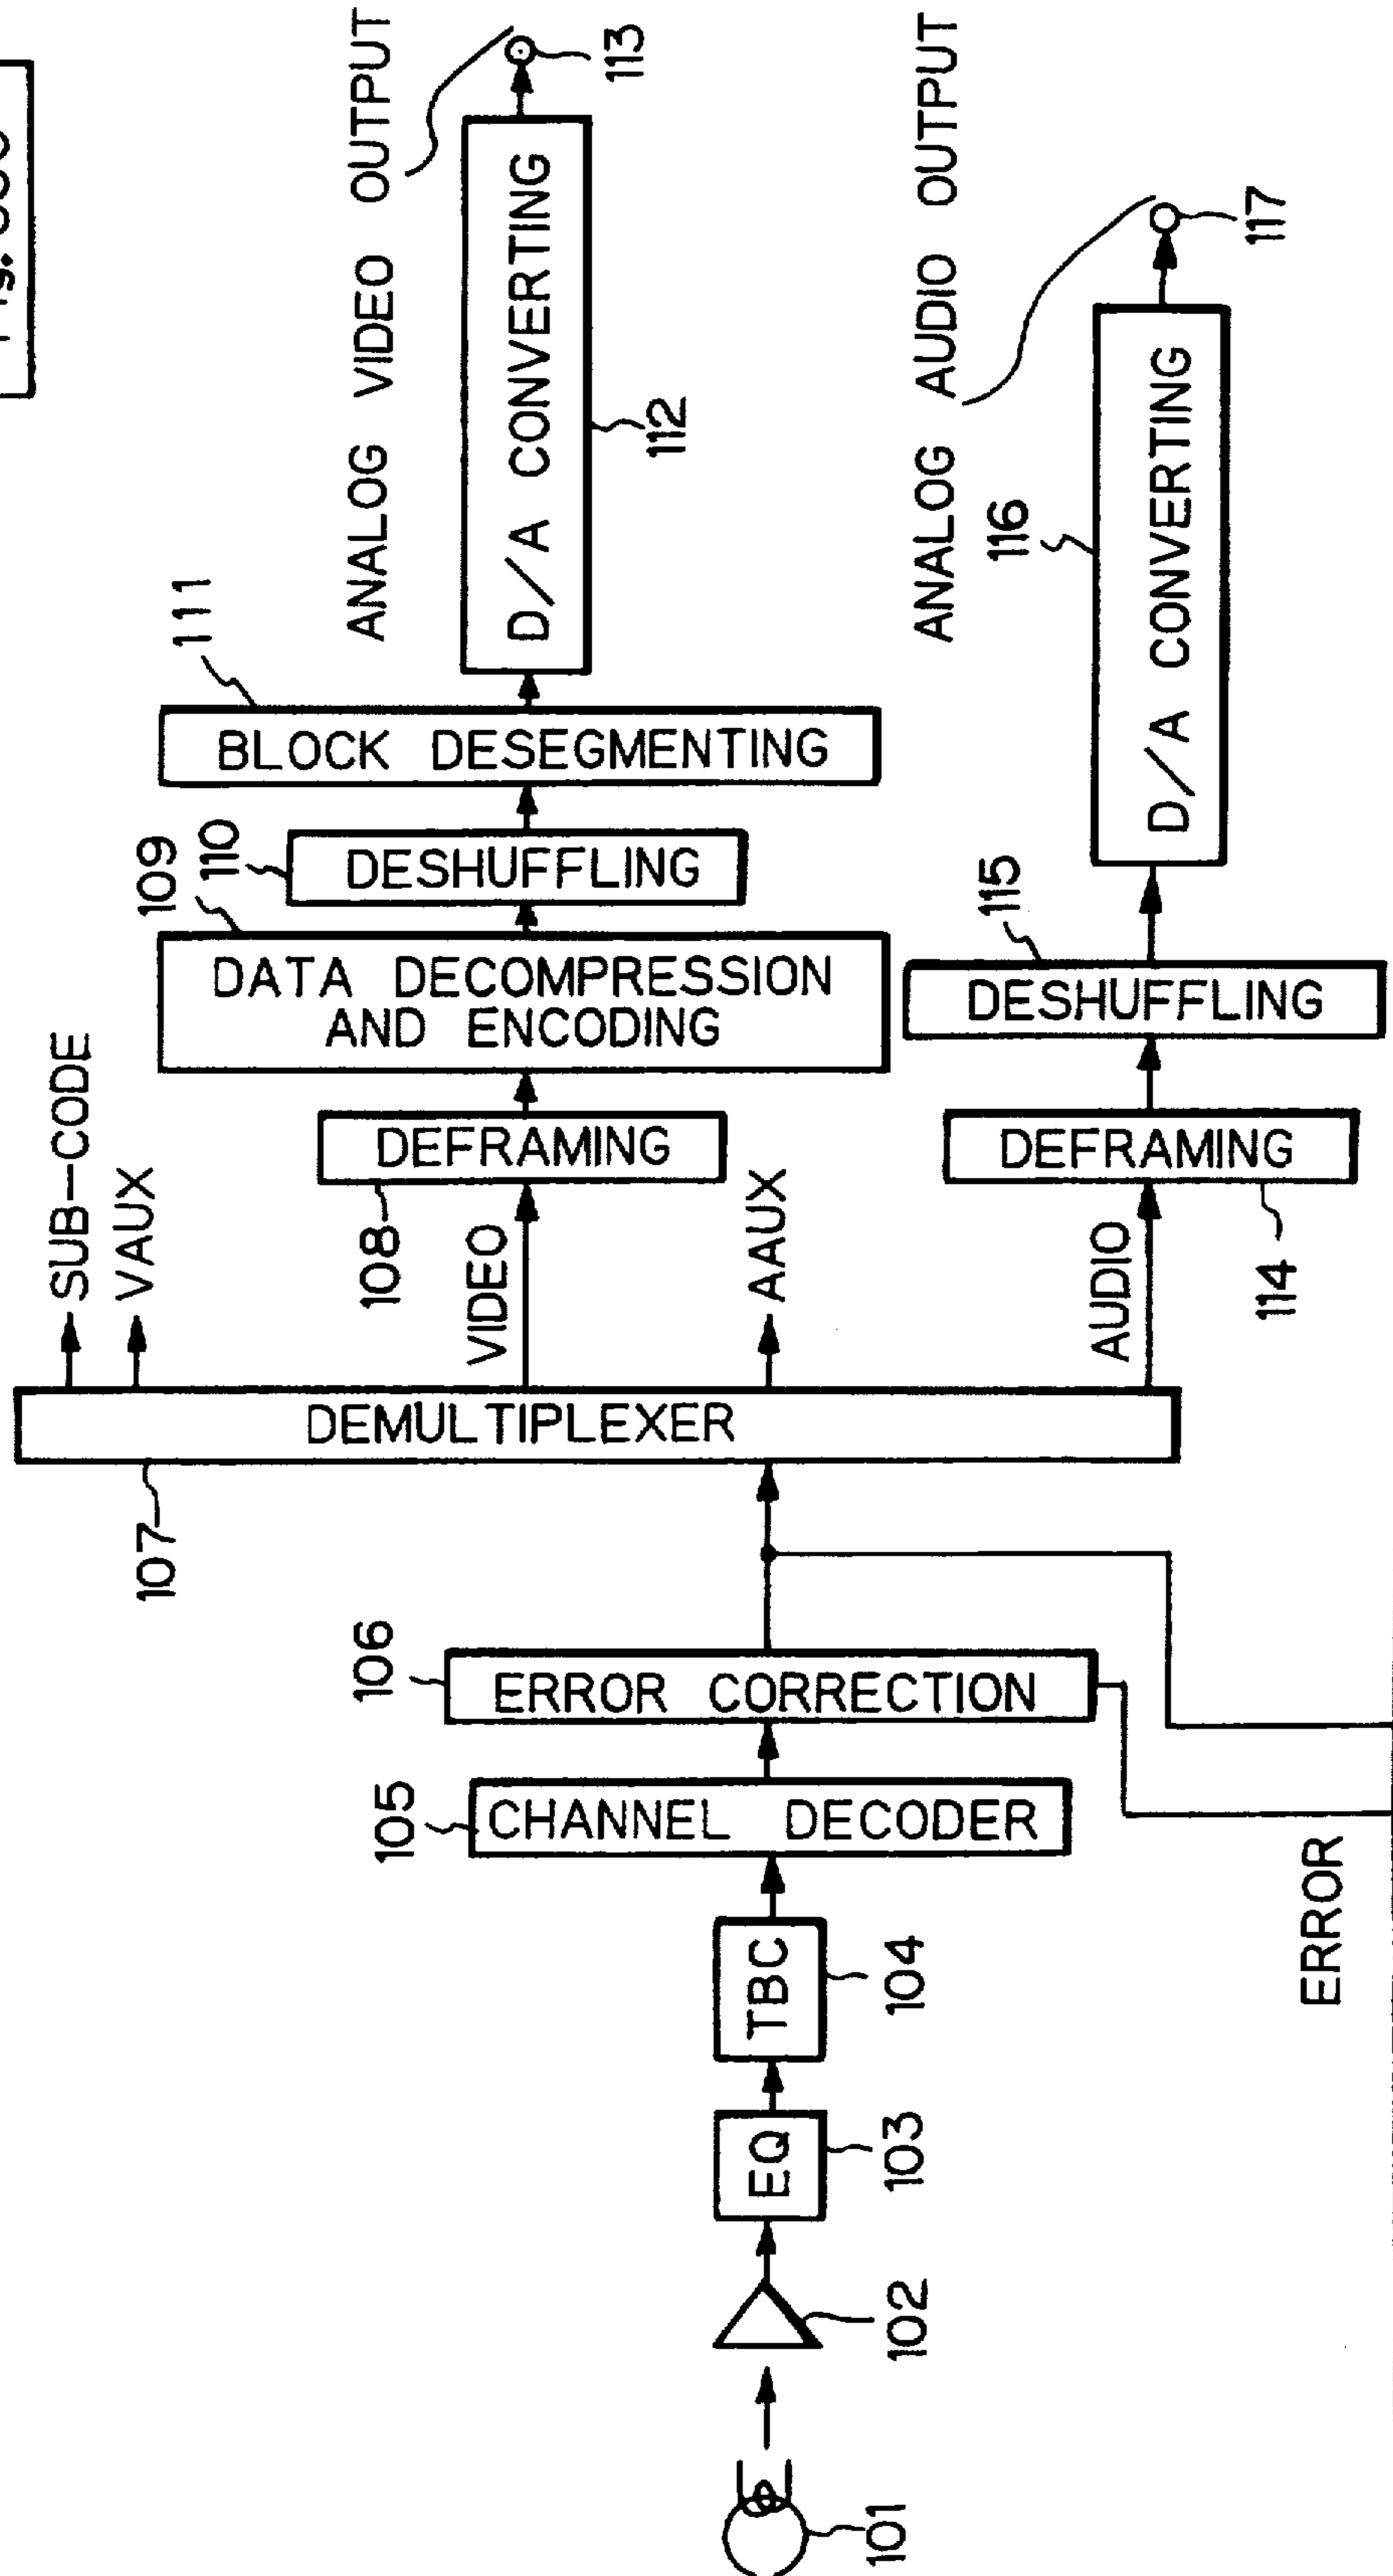 SUB-CODE
VAUX
107
DEMULTIPLEXER
VIDEO
AAUX
AUDIO
101
102
EQ
103
TBC
104
105
CHANNEL DECODER
106
ERROR CORRECTION
ERROR
108
DEFRAMING
109
DATA DECOMPRESSION
AND ENCODING
110
DESHUFFLING
111
BLOCK DESEGMENTING
D/A CONVERTING
112
ANALOG VIDEO OUTPUT
113
DEFRAMING
114
115
DESHUFFLING
116
D/A CONVERTING
ANALOG AUDIO OUTPUT
117